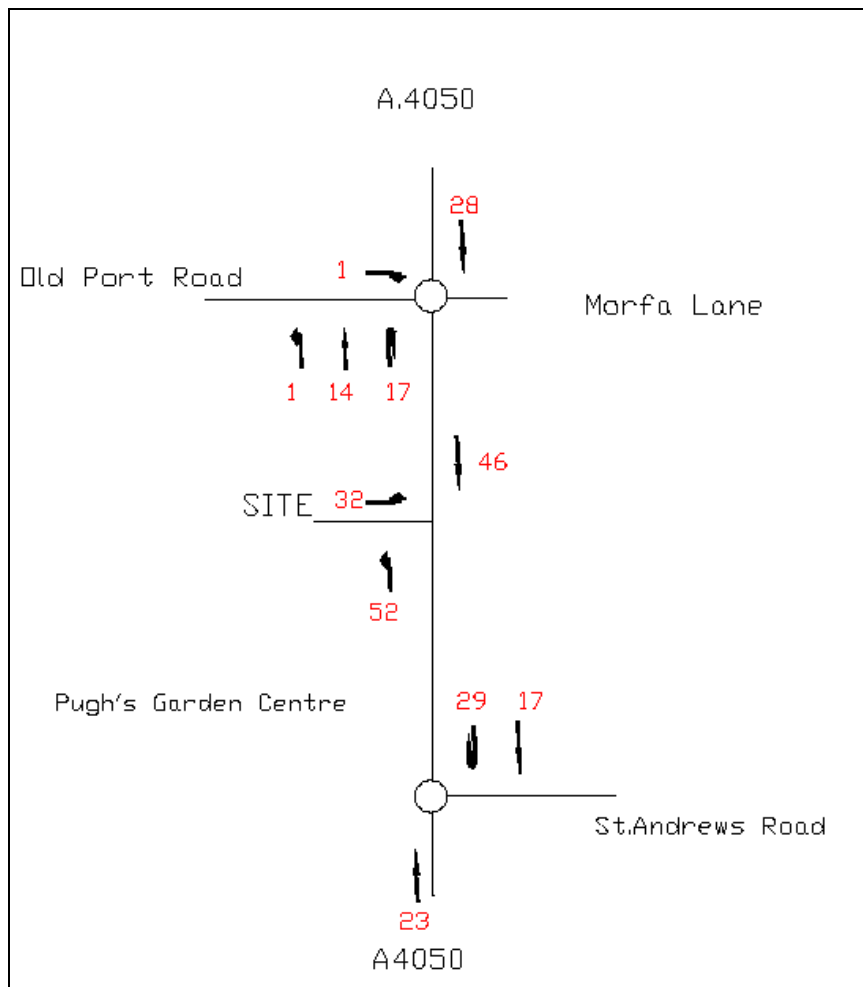 A.4050
28
1
Old Port Road
Morfa Lane
1 14 17
46
SITE
32
52
Pugh's Garden Centre
29 17
St.Andrews Road
23
A4050